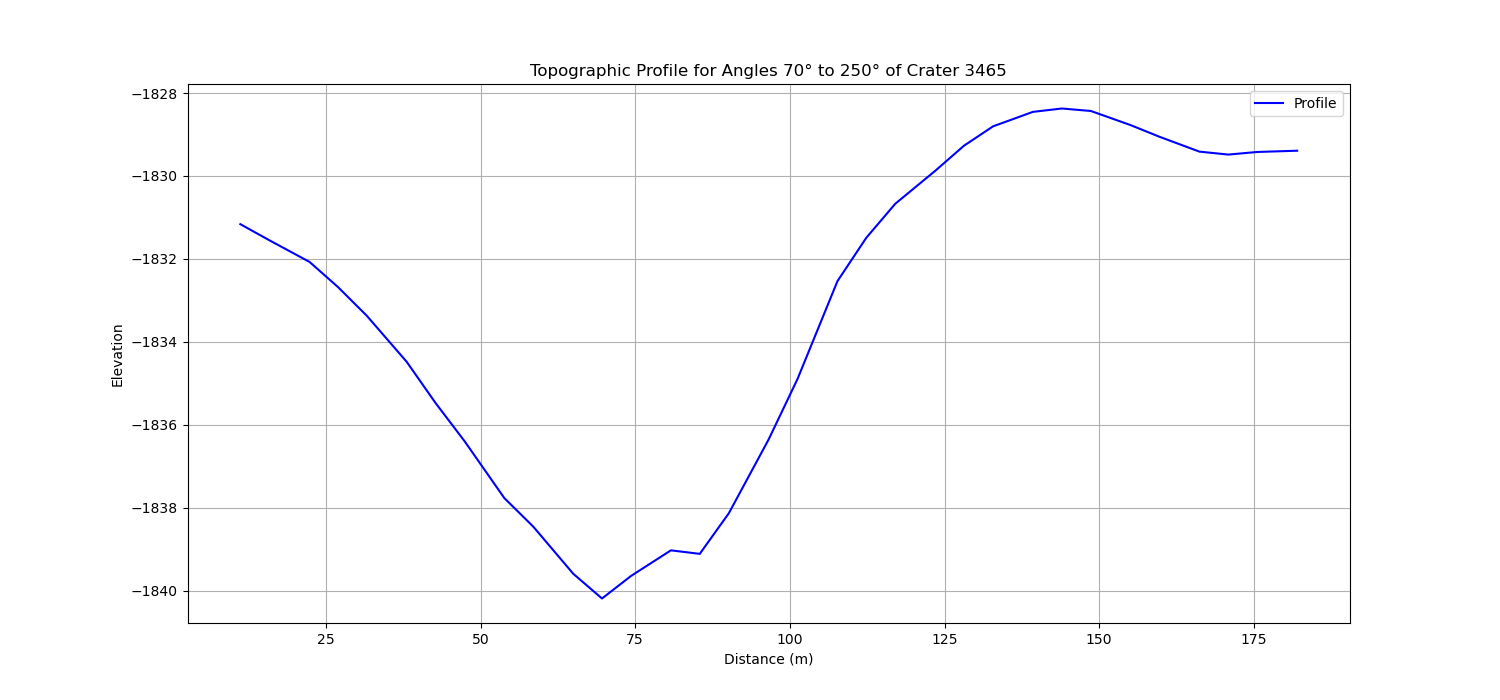 Topographic Profile for Angles 70° to 250° of Crater 3465
Profile
−1828
−1830
−1832
−1834
−1836
−1838
−1840
Elevation
25 50 75 100 125 150 175
Distance (m)